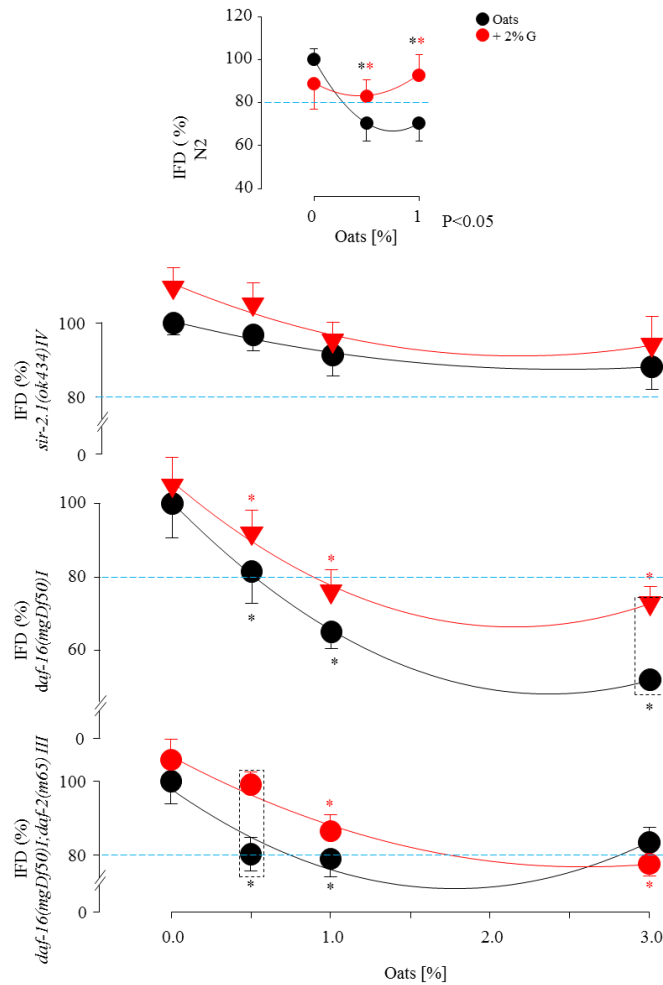 120
100
80
60
40
IFD ( %)
N2
* *
Oats
+ 2% G
0
1
Oats [%]
P<0.05
100
80
0
IFD (%)
sir-2.1(ok434)IV
100
80
60
0
IFD (%)
daf-16(mgDf50)I
*
*
*
*
*
*
100
80
0
IFD (%)
daf-16(mgDf50)I;daf-2(m65) III
*
*
*
*
0.0
1.0
2.0
3.0
Oats [%]